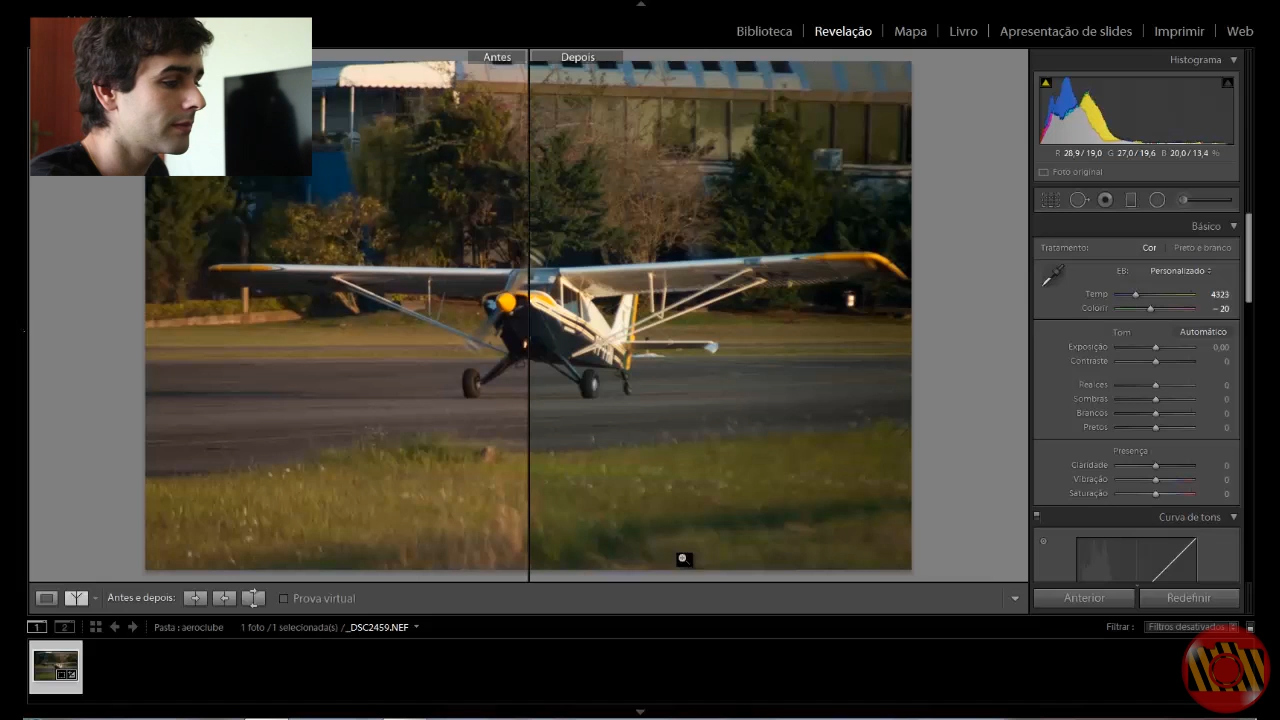 Biblioteca | Revelação | Mapa | Livro | Apresentação de slides | Imprimir | Web
Antes Depois
Histograma
R 28,9 / 19,0 G 27,0 / 19,6 B 20,0 / 13,4 %
Foto original
Básico
Tratamento: Cor Preto e branco
EB: Personalizado
Temp 4323
Colorir – 20
Tom Automático
Exposição 0,00
Contraste 0
Realces 0
Sombras 0
Brancos 0
Pretos 0
Presença
Claridade 0
Vibração 0
Saturação 0
Curva de tons
Antes e depois: Prova virtual
Anterior Redefinir
1 2 Pasta : aeroclube 1 foto /1 selecionada(s) /_DSC2459.NEF
Filtrar : Filtros desativados